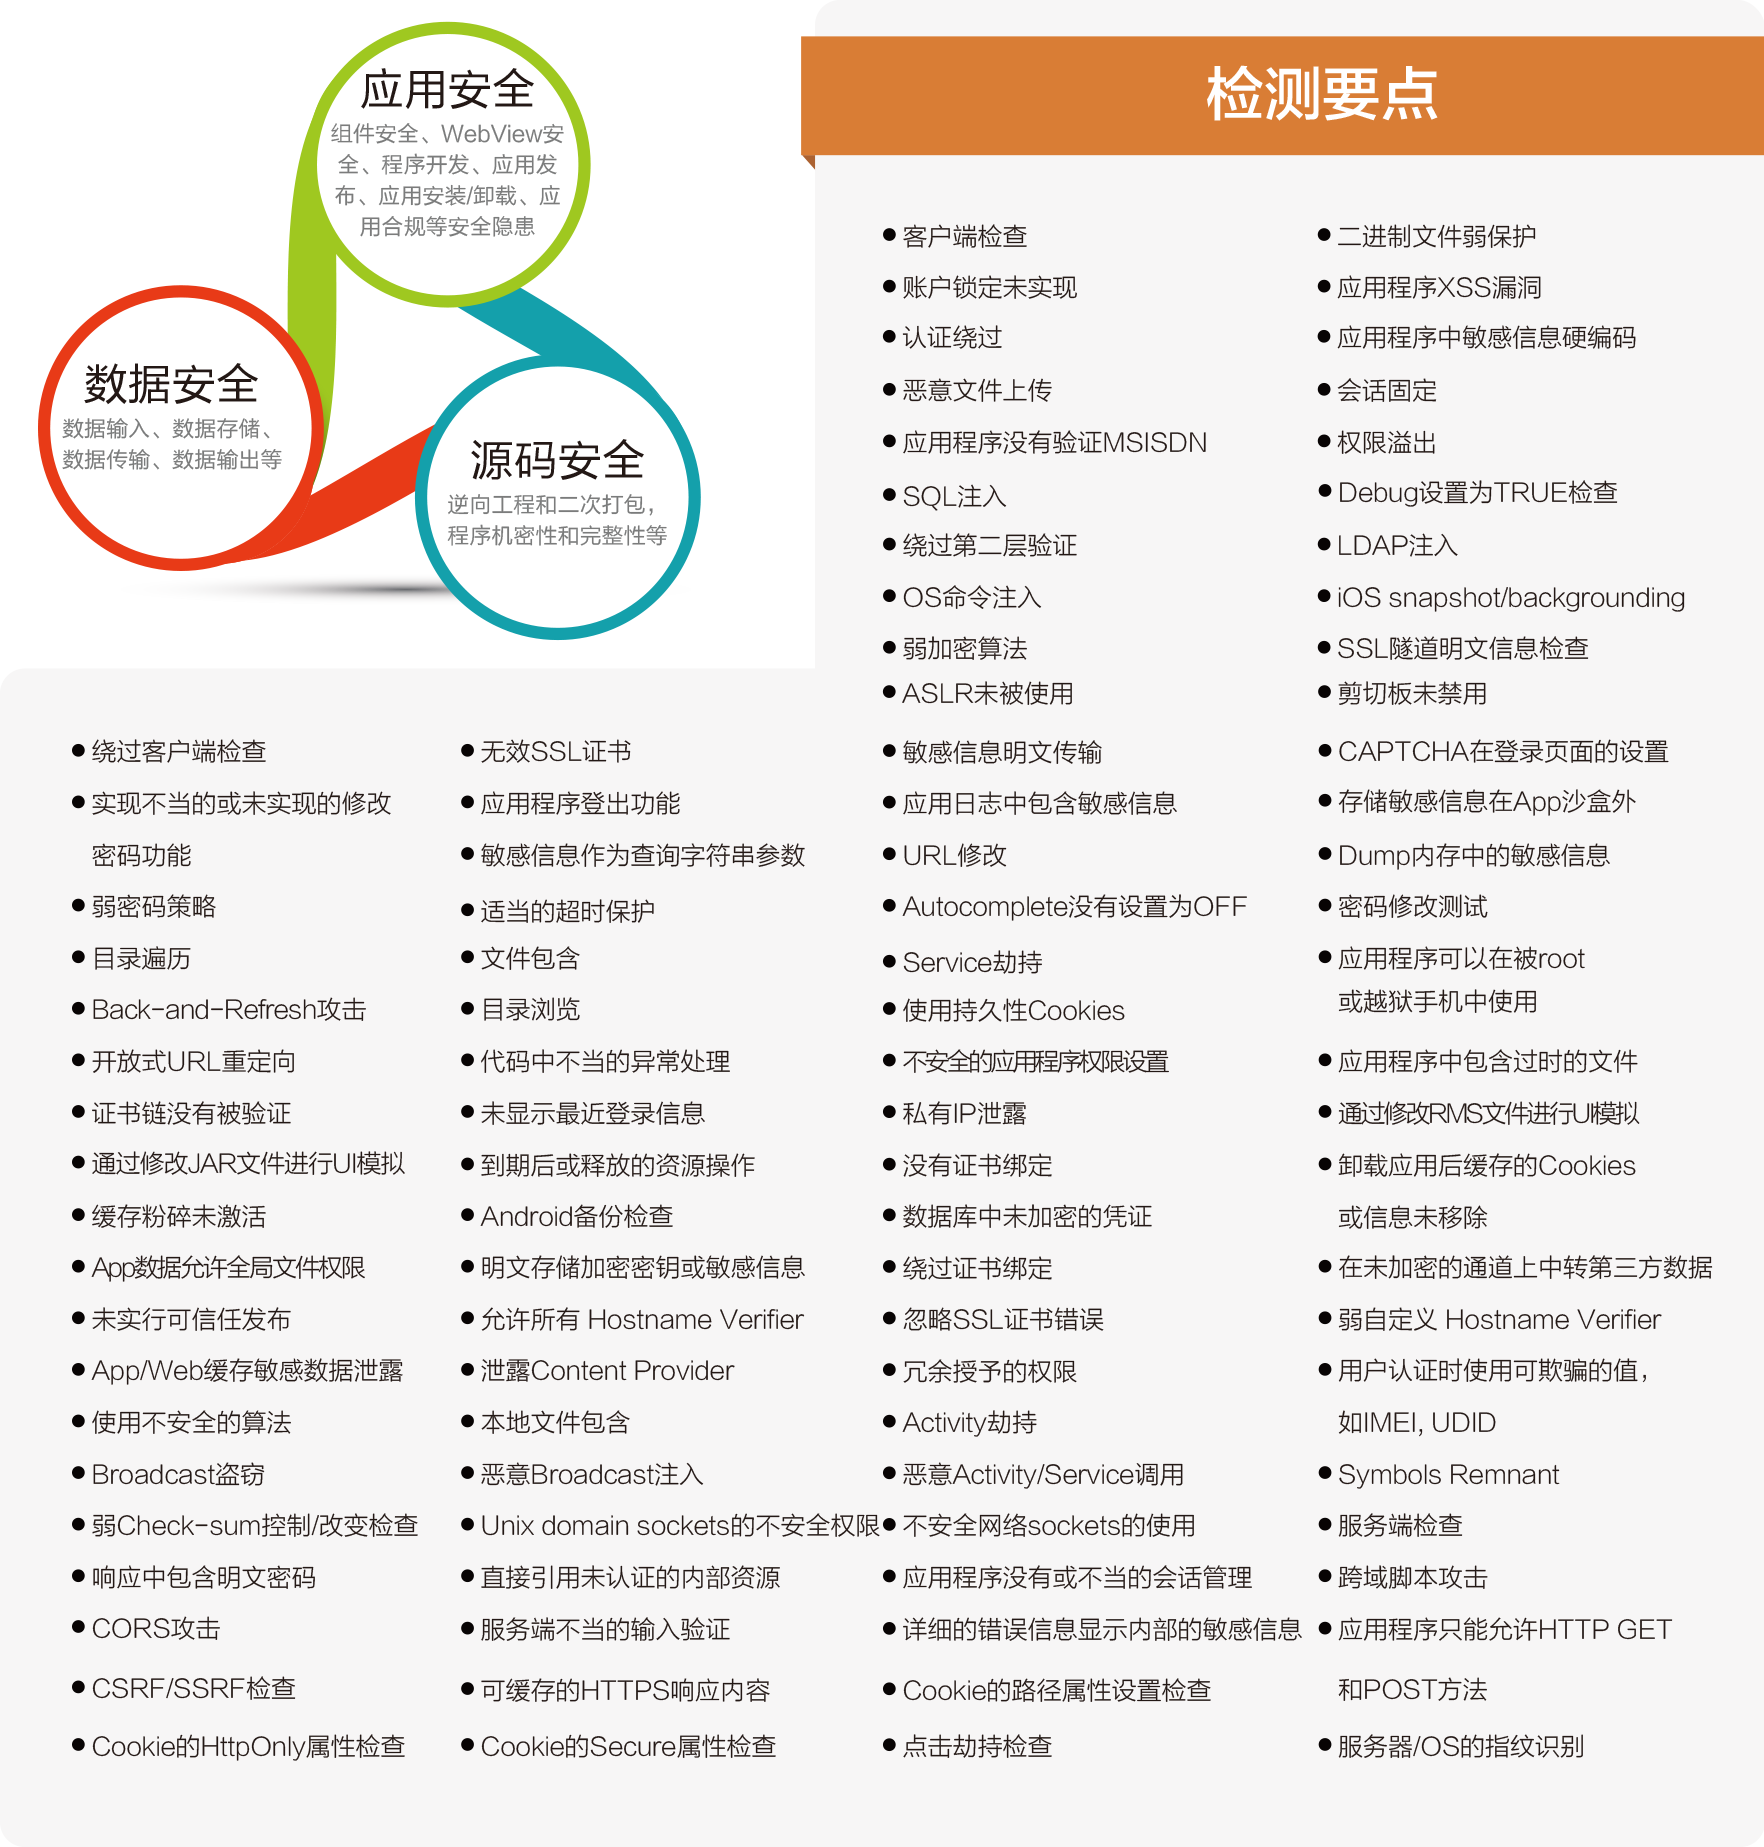 应用安全
组件安全、WebView安
全、程序开发、应用发
布、应用安装/卸载、应
用合规等安全隐患
数据安全
数据输入、数据存储、
数据传输、数据输出等
源码安全
逆向工程和二次打包，
程序机密性和完整性等
检测要点
客户端检查
账户锁定未实现
认证绕过
恶意文件上传
应用程序没有验证MSISDN
SQL注入
绕过第二层验证
OS命令注入
弱加密算法
ASLR未被使用
二进制文件弱保护
应用程序XSS漏洞
应用程序中敏感信息硬编码
会话固定
权限溢出
Debug设置为TRUE检查
LDAP注入
iOS snapshot/backgrounding
SSL隧道明文信息检查
剪切板未禁用
绕过客户端检查
实现不当的或未实现的修改
密码功能
弱密码策略
目录遍历
Back-and-Refresh攻击
开放式URL重定向
证书链没有被验证
通过修改JAR文件进行UI模拟
缓存粉碎未激活
App数据允许全局文件权限
未实行可信任发布
App/Web缓存敏感数据泄露
使用不安全的算法
Broadcast盗窃
弱Check-sum控制/改变检查
响应中包含明文密码
CORS攻击
CSRF/SSRF检查
Cookie的HttpOnly属性检查
无效SSL证书
应用程序登出功能
敏感信息作为查询字符串参数
适当的超时保护
文件包含
目录浏览
代码中不当的异常处理
未显示最近登录信息
到期后或释放的资源操作
Android备份检查
明文存储加密密钥或敏感信息
允许所有 Hostname Verifier
泄露Content Provider
本地文件包含
恶意Broadcast注入
Unix domain sockets的不安全权限
直接引用未认证的内部资源
服务端不当的输入验证
可缓存的HTTPS响应内容
Cookie的Secure属性检查
敏感信息明文传输
应用日志中包含敏感信息
URL修改
Autocomplete没有设置为OFF
Service劫持
使用持久性Cookies
不安全的应用程序权限设置
私有IP泄露
没有证书绑定
数据库中未加密的凭证
绕过证书绑定
忽略SSL证书错误
冗余授予的权限
Activity劫持
恶意Activity/Service调用
不安全网络sockets的使用
应用程序没有或不当的会话管理
详细的错误信息显示内部的敏感信息
Cookie的路径属性设置检查
点击劫持检查
CAPTCHA在登录页面的设置
存储敏感信息在App沙盒外
Dump内存中的敏感信息
密码修改测试
应用程序可以在被root
或越狱手机中使用
应用程序中包含过时的文件
通过修改RMS文件进行UI模拟
卸载应用后缓存的Cookies
或信息未移除
在未加密的通道上中转第三方数据
弱自定义 Hostname Verifier
用户认证时使用可欺骗的值，
如IMEI, UDID
Symbols Remnant
服务端检查
跨域脚本攻击
应用程序只能允许HTTP GET
和POST方法
服务器/OS的指纹识别